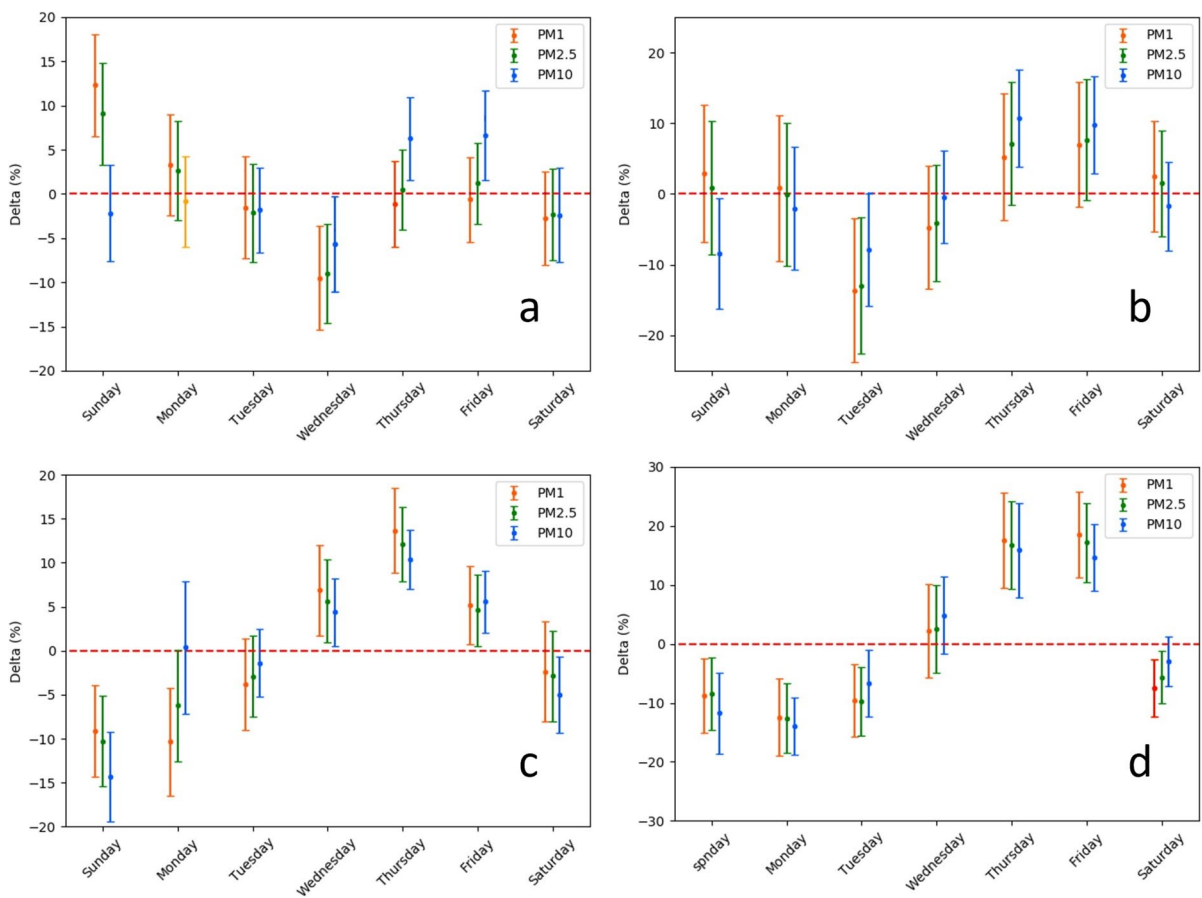 20
15
10
5
0
−5
−10
−15
−20
Delta (%)
PM1
PM2.5
PM10
a
Sunday
Monday
Tuesday
Wednesday
Thursday
Friday
Saturday
20
10
0
−10
−20
Delta (%)
PM1
PM2.5
PM10
b
Sunday
Monday
Tuesday
Wednesday
Thursday
Friday
Saturday
20
15
10
5
0
−5
−10
−15
−20
Delta (%)
PM1
PM2.5
PM10
c
Sunday
Monday
Tuesday
Wednesday
Thursday
Friday
Saturday
30
20
10
0
−10
−20
−30
Delta (%)
PM1
PM2.5
PM10
d
spnday
Monday
Tuesday
Wednesday
Thursday
Friday
Saturday